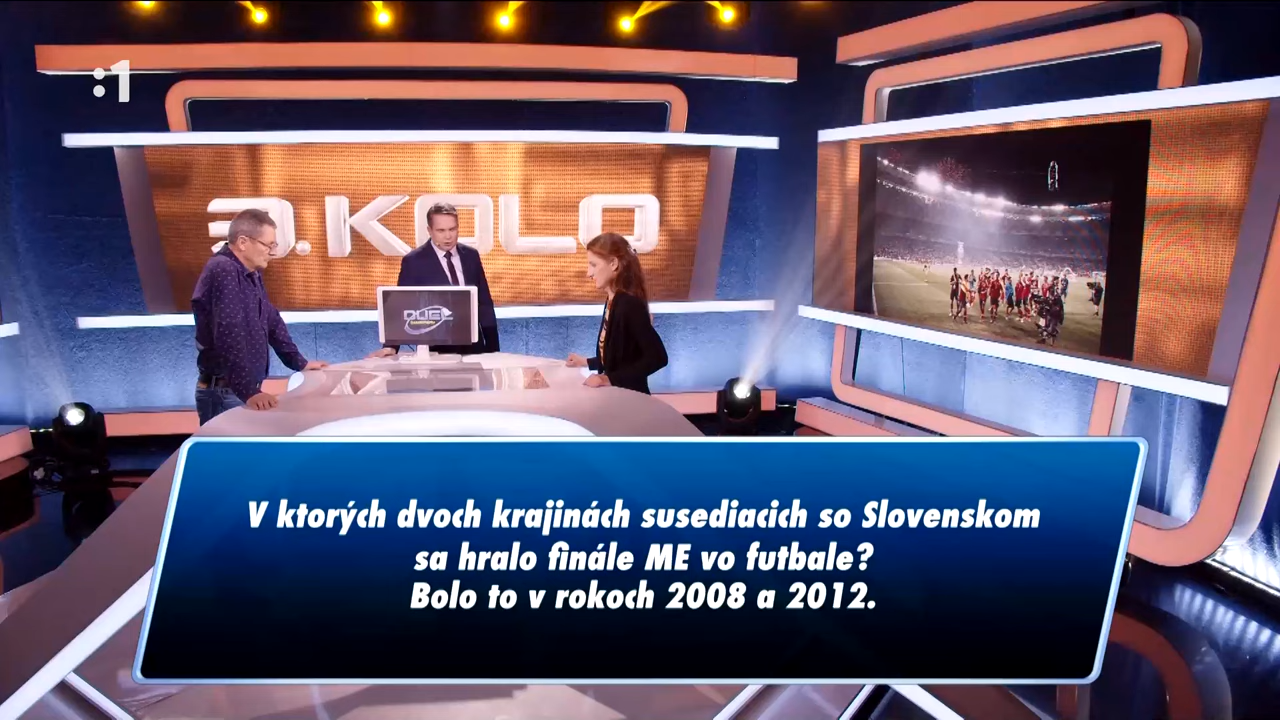 :1
3. KOLO
DUEL
V ktorých dvoch krajinách susediacich so Slovenskom
sa hralo finále ME vo futbale?
Bolo to v rokoch 2008 a 2012.